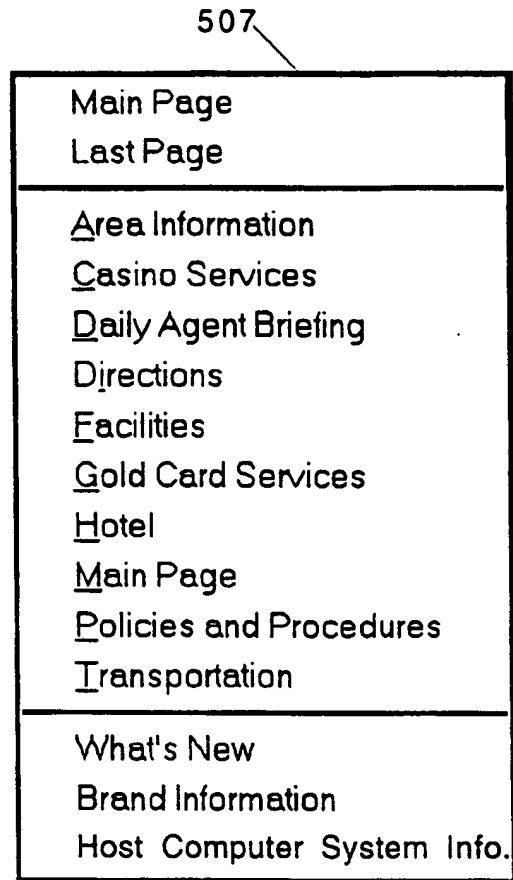 507
Main Page
Last Page
Area Information
Casino Services
Daily Agent Briefing
Directions
Facilities
Gold Card Services
Hotel
Main Page
Policies and Procedures
Transportation
What's New
Brand Information
Host Computer System Info.